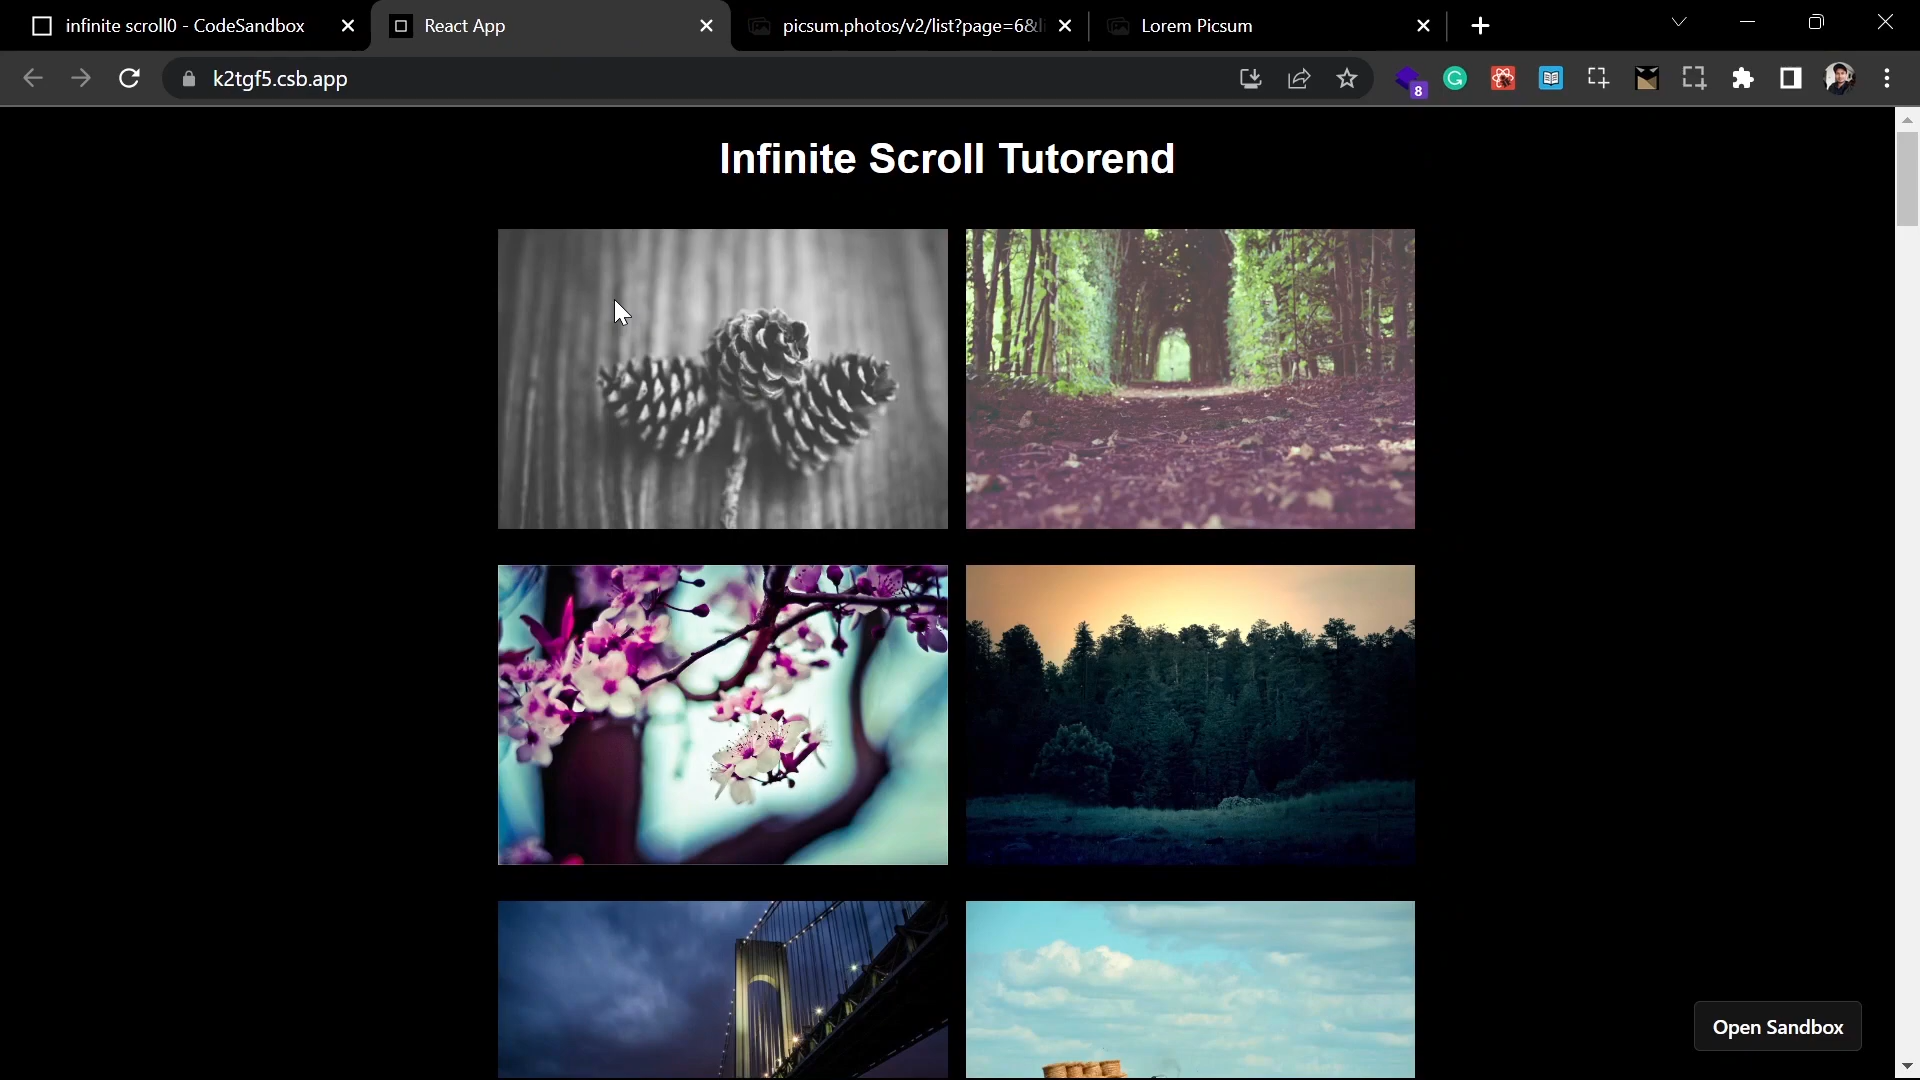 infinite scroll0 - CodeSandbox
React App
picsum.photos/v2/list?page=6&li
Lorem Picsum
k2tgf5.csb.app
8
Infinite Scroll Tutorend
Open Sandbox